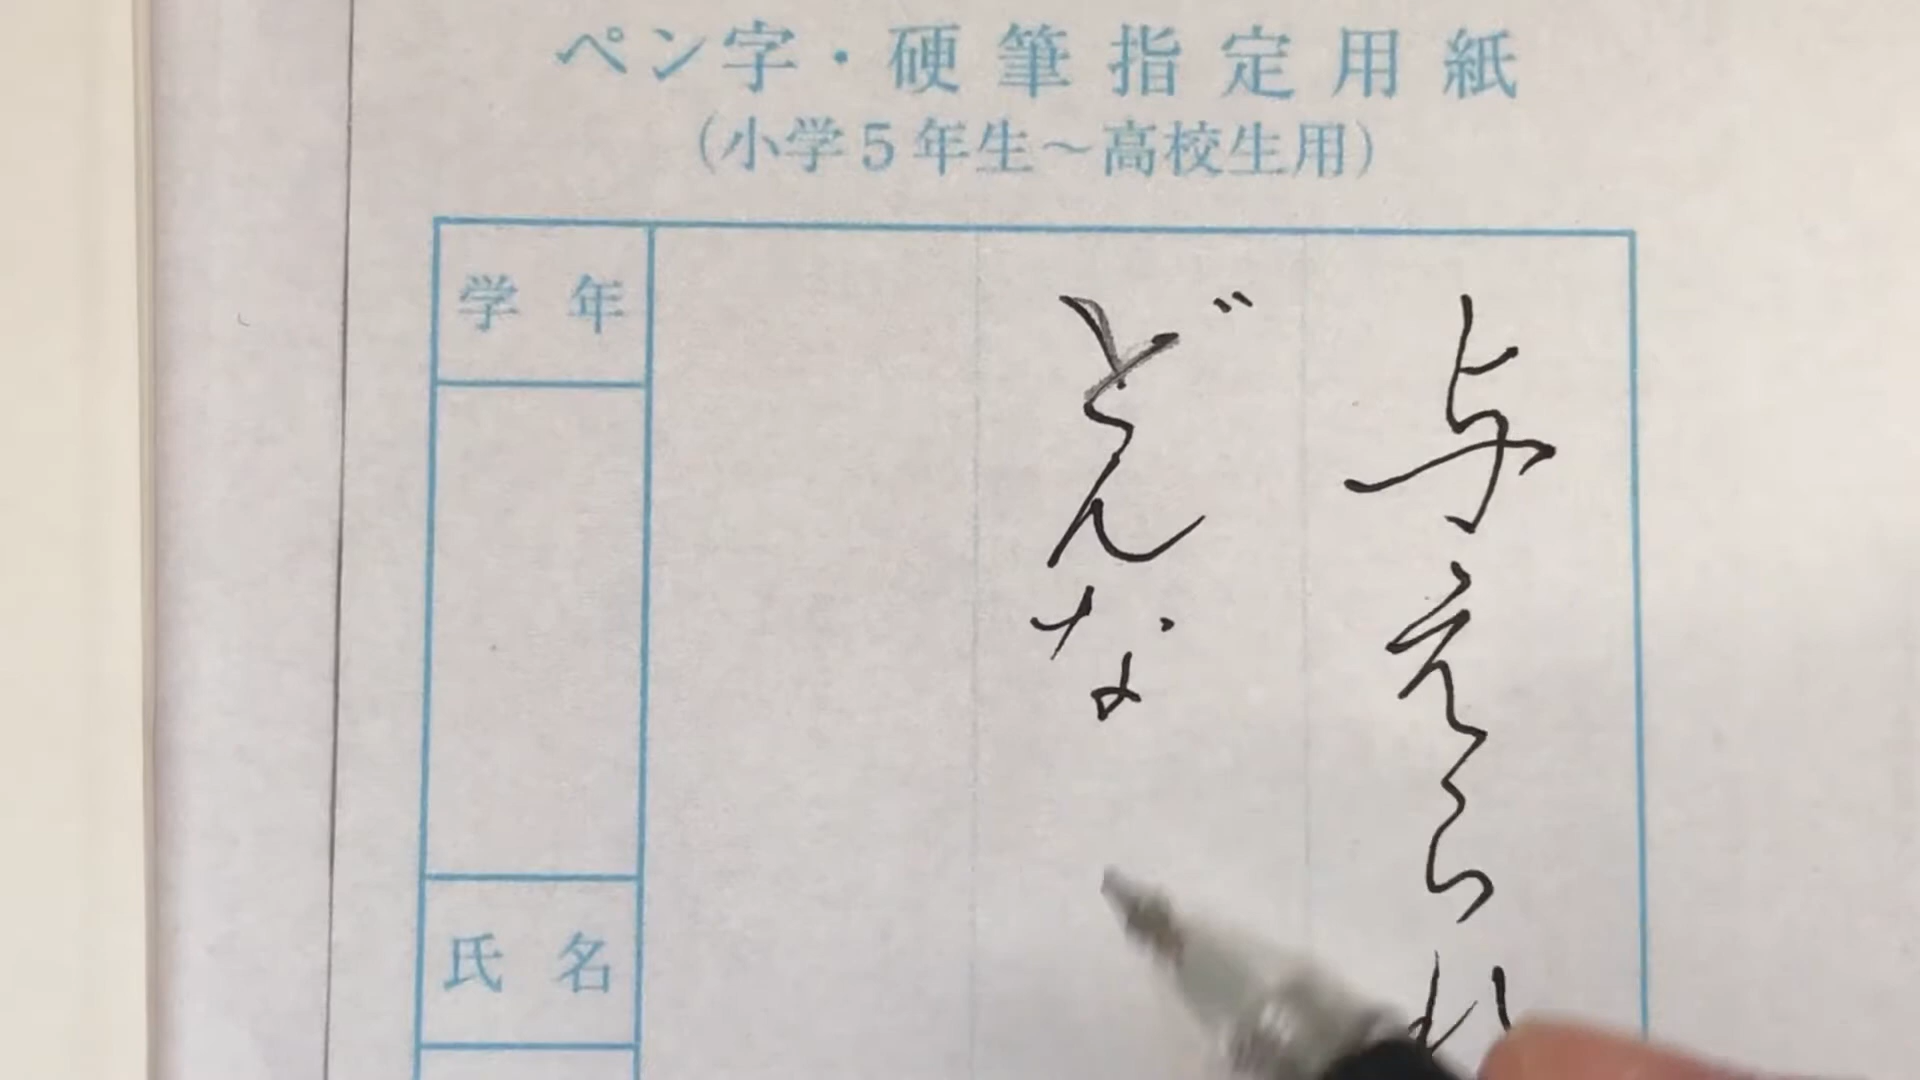 ペン字・硬筆指定用紙
(小学5年生〜高校生用)
与えら
どんな
学年
氏名